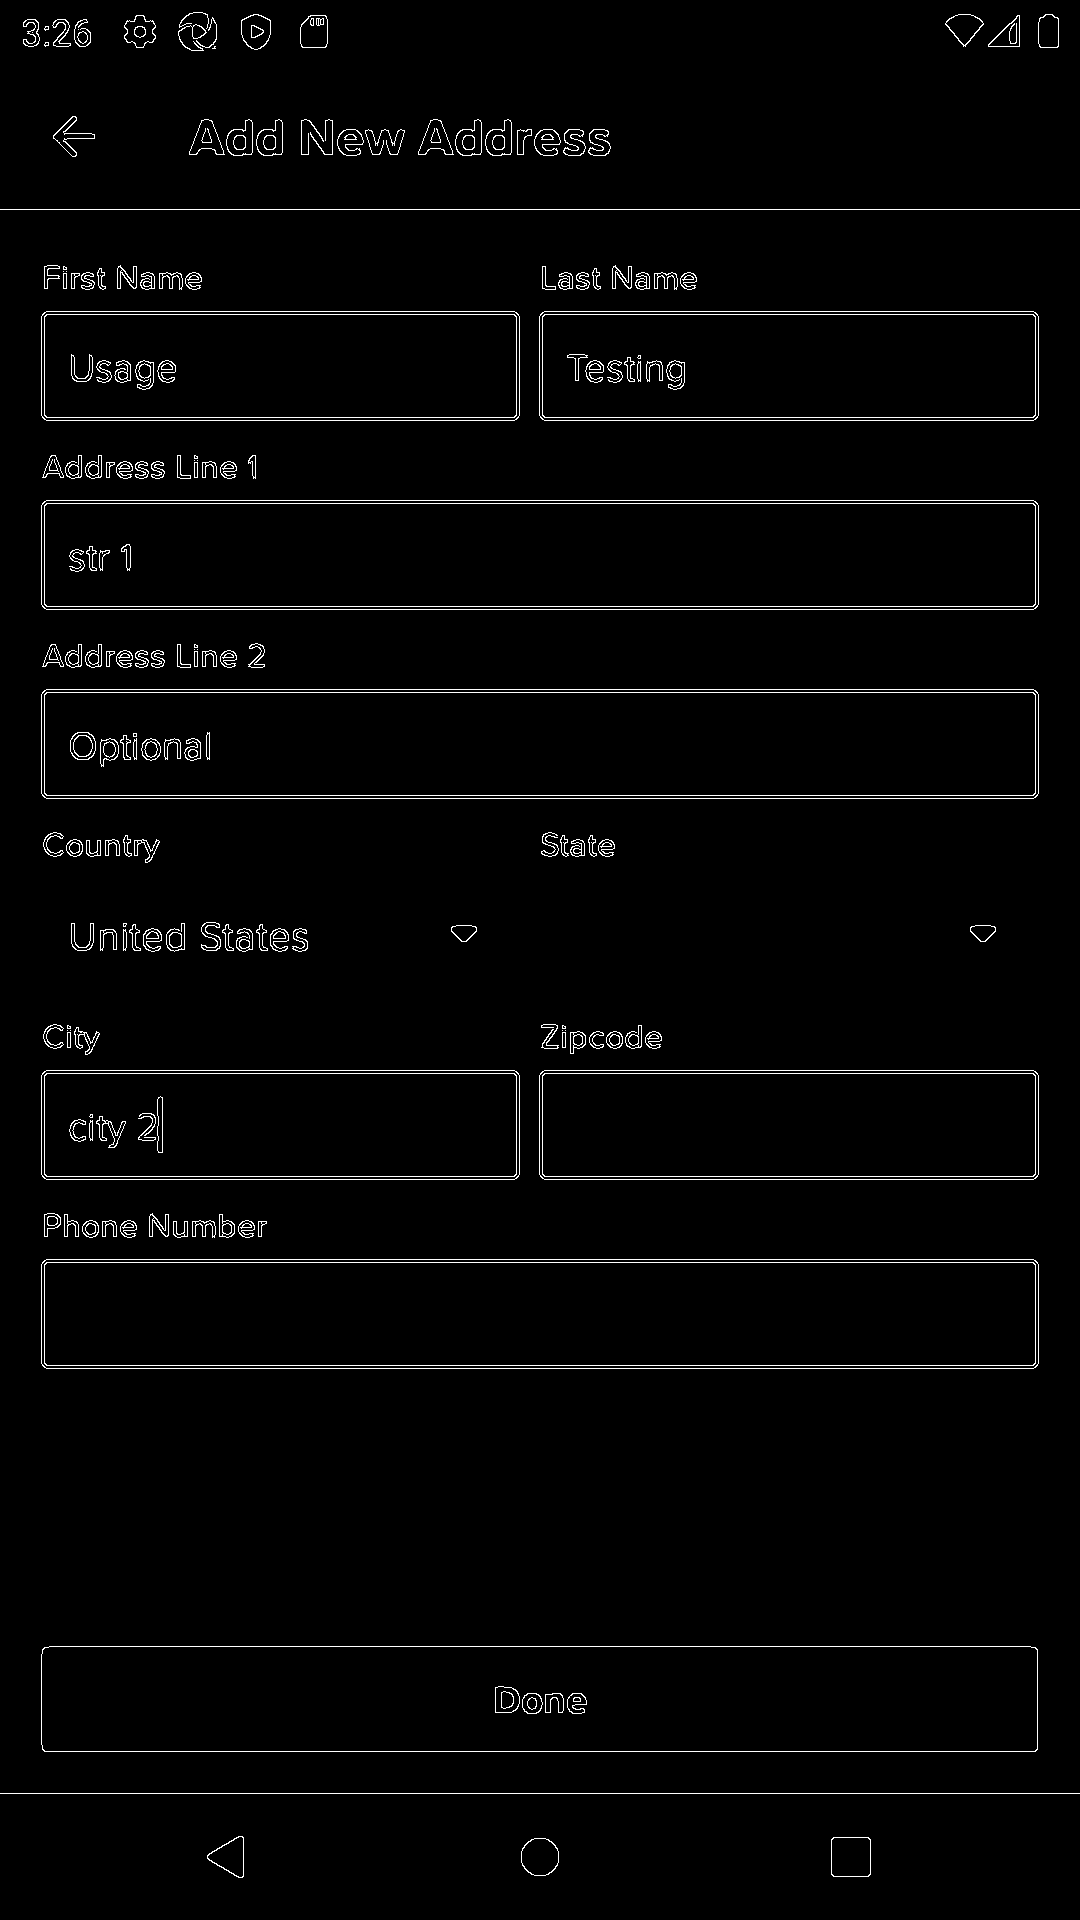 3:26
Add New Address
First Name
Last Name
Usage
Testing
Address Line 1
str 1
Address Line 2
Optional
Country
State
United States
City
Zipcode
city 2
Phone Number
Done